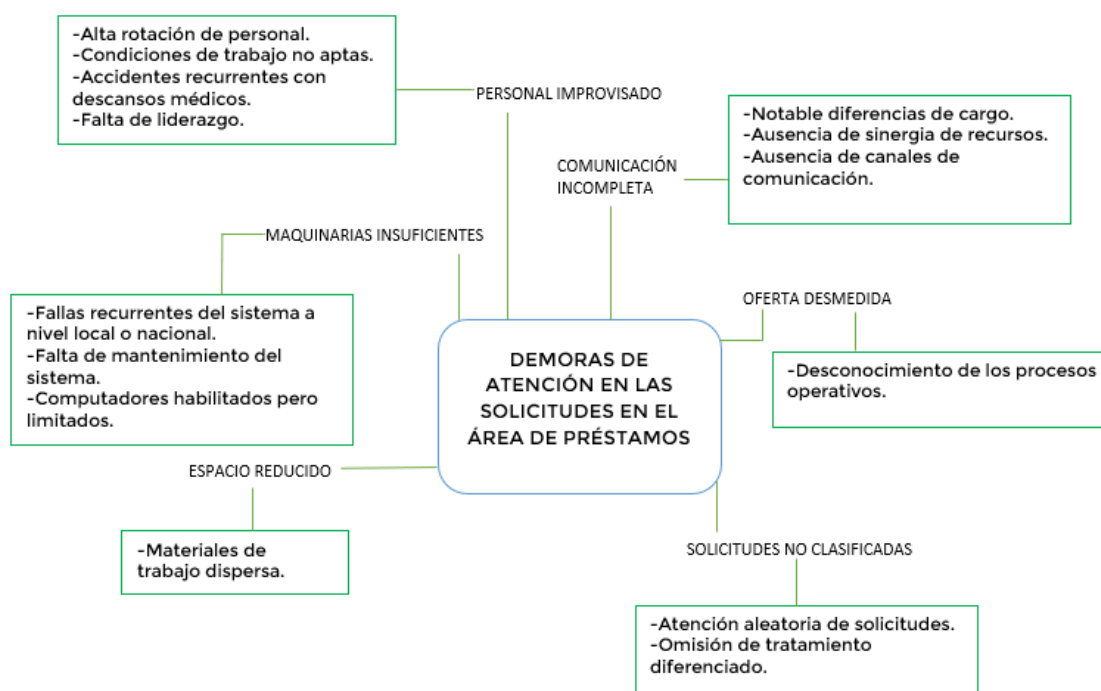 -Alta rotación de personal.
-Condiciones de trabajo no aptas.
-Accidentes recurrentes con
descansos médicos.
-Falta de liderazgo.
PERSONAL IMPROVISADO
-Notable diferencias de cargo.
-Ausencia de sinergia de recursos.
-Ausencia de canales de
comunicación.
COMUNICACIÓN
INCOMPLETA
MAQUINARIAS INSUFICIENTES
-Fallas recurrentes del sistema a
nivel local o nacional.
-Falta de mantenimiento del
sistema.
-Computadores habilitados pero
limitados.
OFERTA DESMEDIDA
-Desconocimiento de los procesos
operativos.
DEMORAS DE
ATENCIÓN EN LAS
SOLICITUDES EN EL
ÁREA DE PRÉSTAMOS
ESPACIO REDUCIDO
-Materiales de
trabajo dispersa.
SOLICITUDES NO CLASIFICADAS
-Atención aleatoria de solicitudes.
-Omisión de tratamiento
diferenciado.